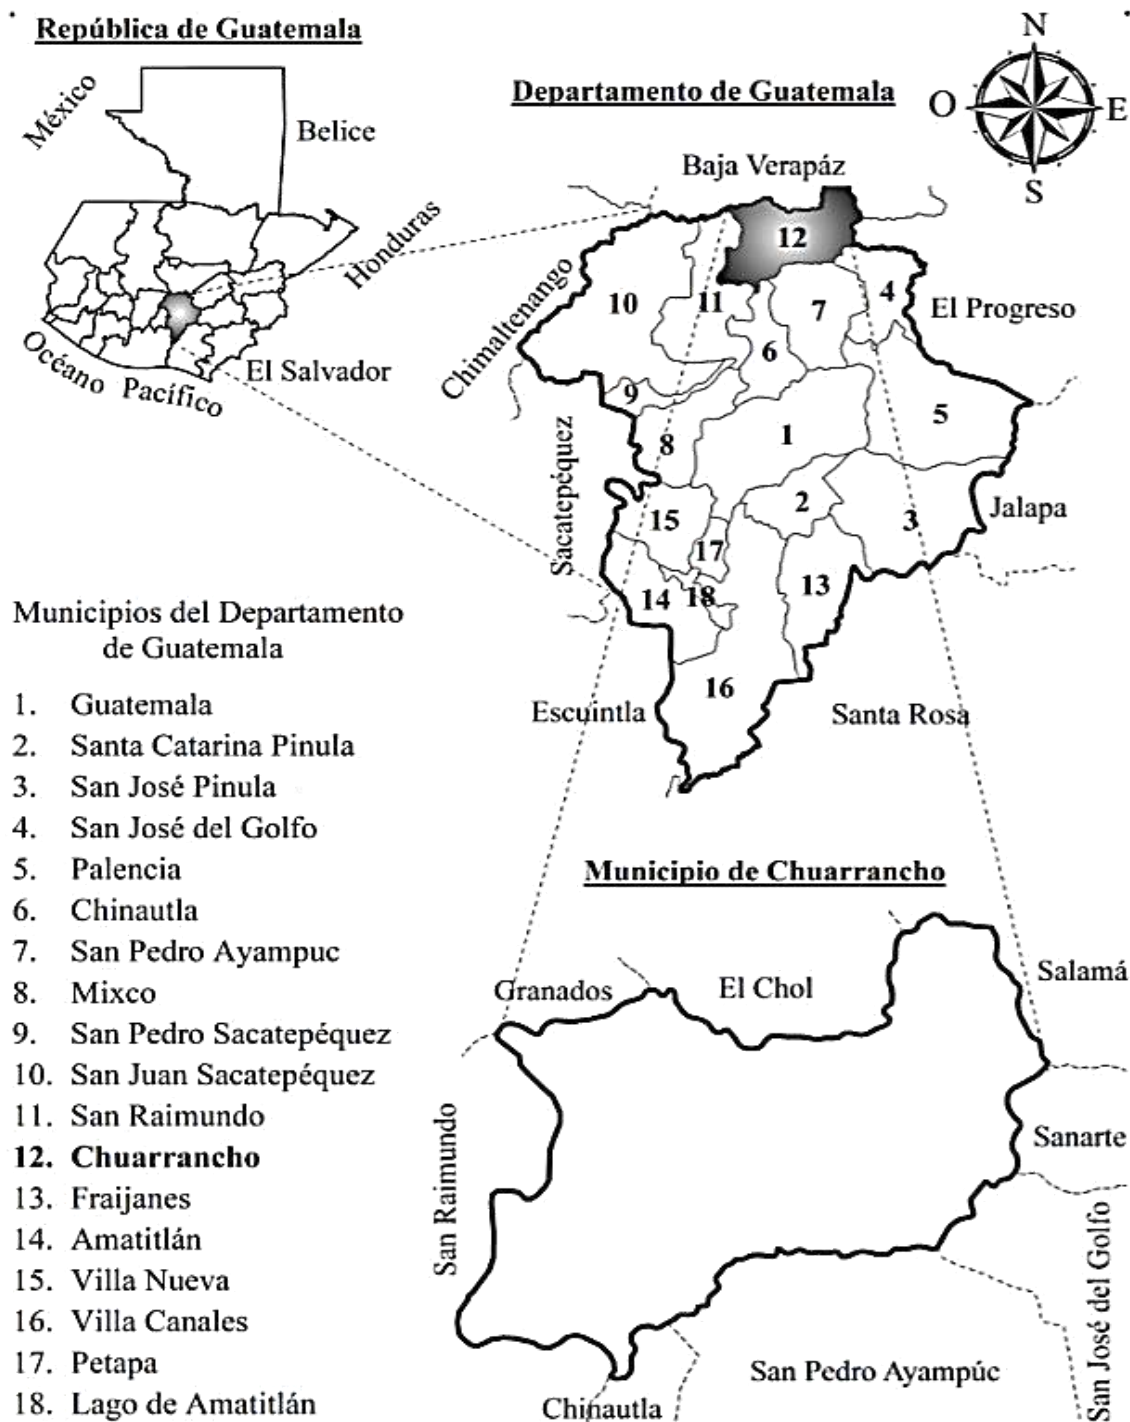 República de Guatemala
México
Belice
Honduras
El Salvador
Océano Pacífico
Departamento de Guatemala
N
O
E
S
Baja Verapáz
Chimaltenango
El Progreso
Sacatepéquez
Jalapa
Escuintla
Santa Rosa
12
10
11
7
4
6
9
5
8
1
2
15
3
17
14
18
13
16
Municipios del Departamento
de Guatemala
1. Guatemala
2. Santa Catarina Pinula
3. San José Pinula
4. San José del Golfo
5. Palencia
6. Chinautla
7. San Pedro Ayampuc
8. Mixco
9. San Pedro Sacatepéquez
10. San Juan Sacatepéquez
11. San Raimundo
12. Chuarrancho
13. Fraijanes
14. Amatitlán
15. Villa Nueva
16. Villa Canales
17. Petapa
18. Lago de Amatitlán
Municipio de Chuarrancho
Granados
El Chol
Salamá
Sanarte
San Raimundo
San José del Golfo
San Pedro Ayampúc
Chinautla